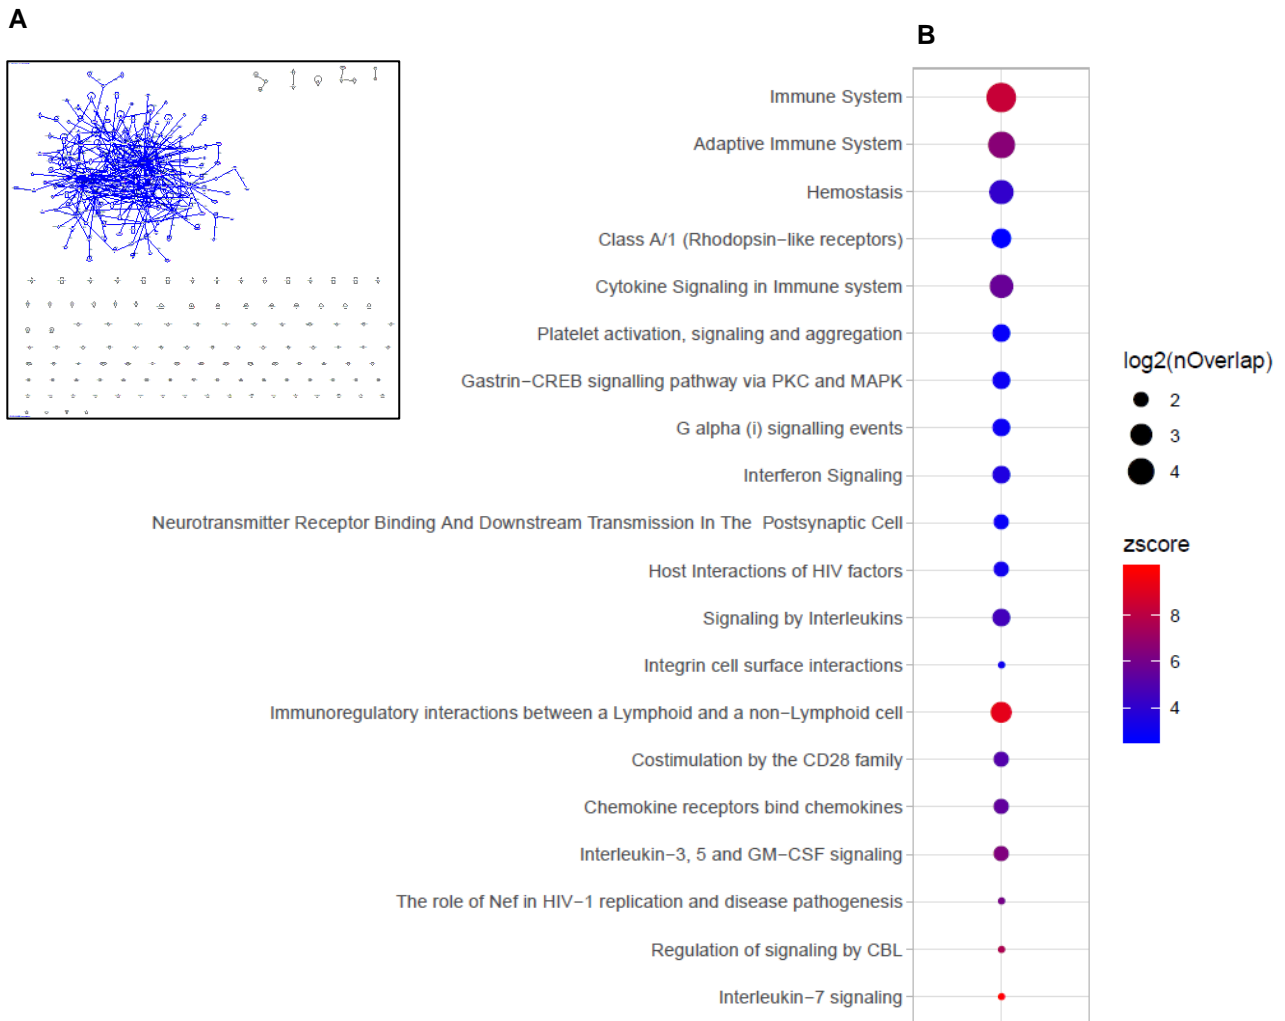 A
B
Immune System
Adaptive Immune System
Hemostasis
Class A/1 (Rhodopsin−like receptors)
Cytokine Signaling in Immune system
Platelet activation, signaling and aggregation
Gastrin−CREB signalling pathway via PKC and MAPK
G alpha (i) signalling events
Interferon Signaling
Neurotransmitter Receptor Binding And Downstream Transmission In The  Postsynaptic Cell
Host Interactions of HIV factors
Signaling by Interleukins
Integrin cell surface interactions
Immunoregulatory interactions between a Lymphoid and a non−Lymphoid cell
Costimulation by the CD28 family
Chemokine receptors bind chemokines
Interleukin−3, 5 and GM−CSF signaling
The role of Nef in HIV−1 replication and disease pathogenesis
Regulation of signaling by CBL
Interleukin−7 signaling
log2(nOverlap)
2
3
4
zscore
8
6
4